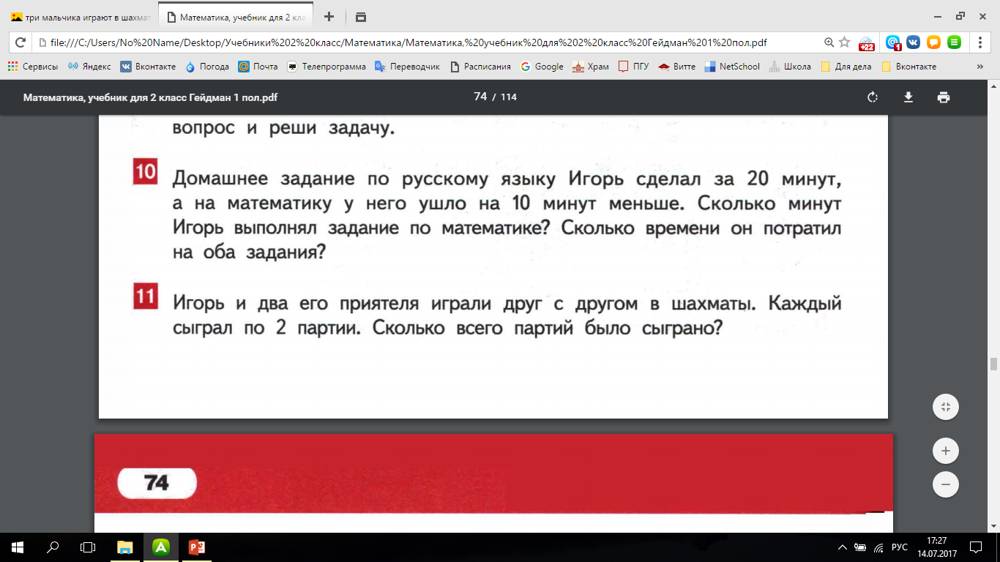 три мальчика играют в шахмат
Математика, учебник для 2 кла
file:///C:/Users/No%20Name/Desktop/Учебники%202%20класс/Математика/Математика,%20учебник%20для%202%20класс%20Гейдман%201%20пол.pdf
+22
1
Сервисы Яндекс Вконтакте Погода Почта Телепрограмма Переводчик Расписания Google Храм ПГУ Витте NetSchool Школа Для дела Вконтакте »
Математика, учебник для 2 класс Гейдман 1 пол.pdf 74 / 114
вопрос и реши задачу.
10 Домашнее задание по русскому языку Игорь сделал за 20 минут,
а на математику у него ушло на 10 минут меньше. Сколько минут
Игорь выполнял задание по математике? Сколько времени он потратил
на оба задания?
11 Игорь и два его приятеля играли друг с другом в шахматы. Каждый
сыграл по 2 партии. Сколько всего партий было сыграно?
74
РУС
17:27
14.07.2017